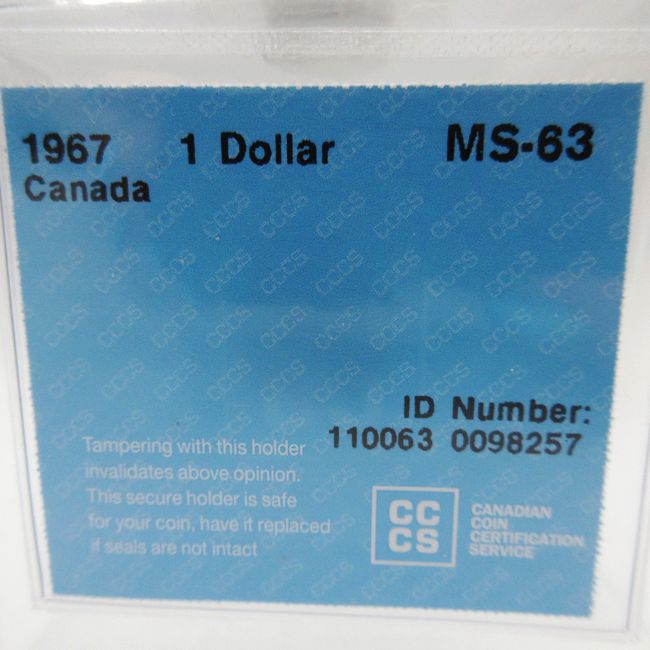 1967 1 Dollar MS-63
Canada
ID Number:
110063 0098257
Tampering with this holder
invalidates above opinion.
This secure holder is safe
for your coin, have it replaced
if seals are not intact
CC
CS
CANADIAN
COIN
CERTIFICATION
SERVICE